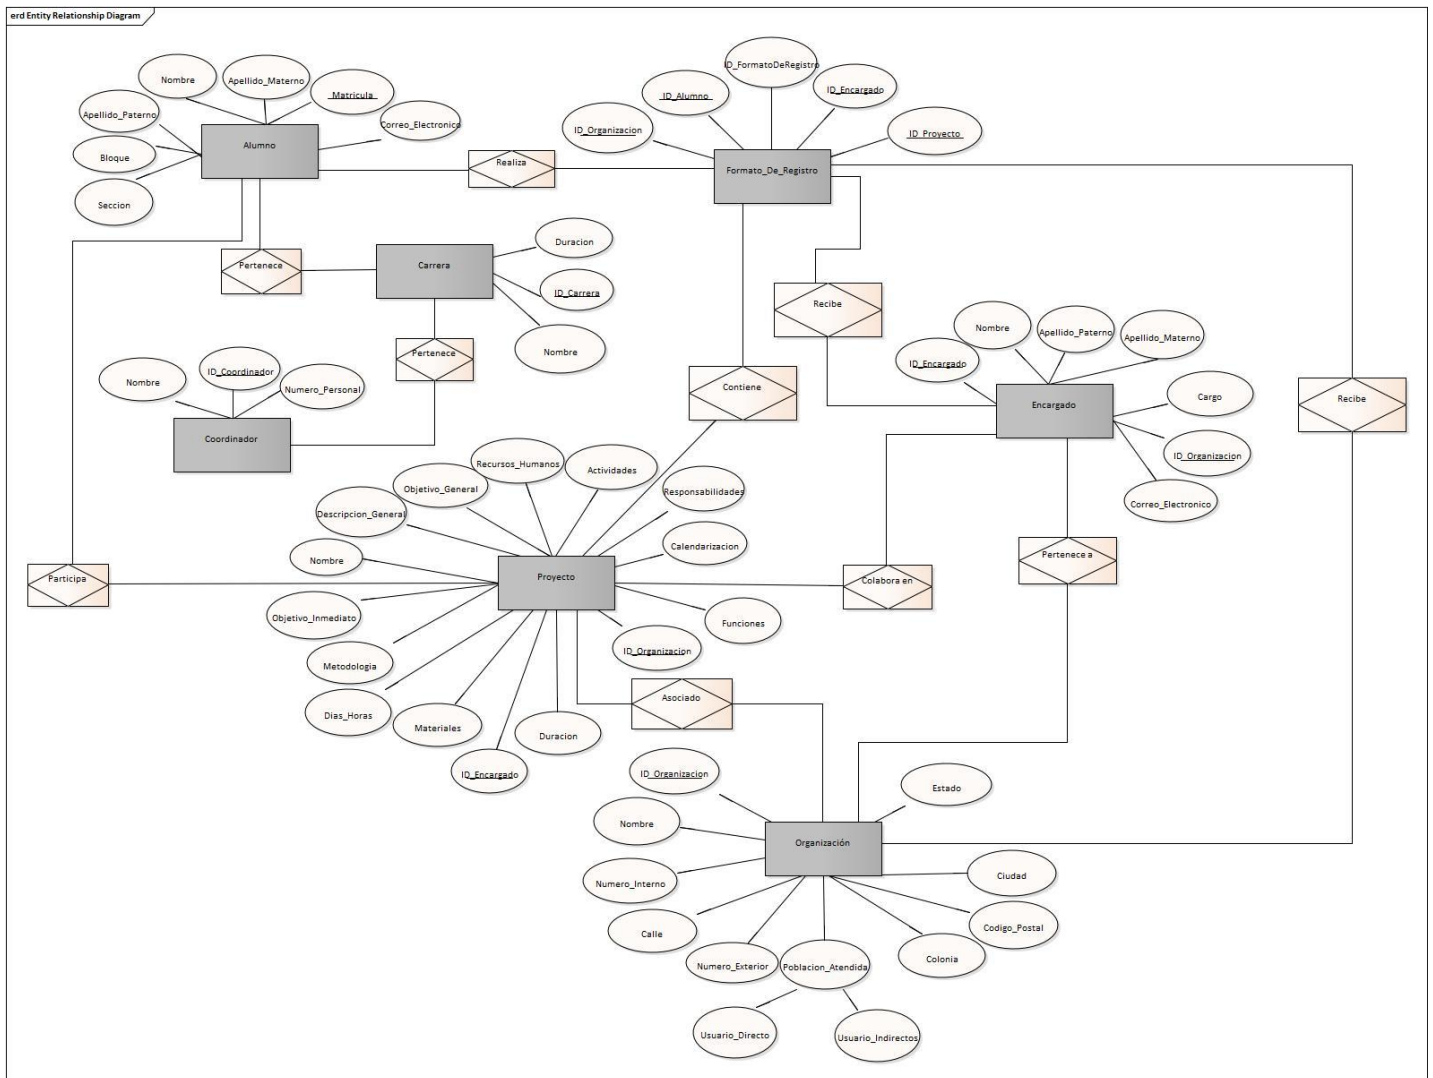 erd Entity Relationship Diagram
Nombre
Apellido_Materno
Matricula
Apellido_Paterno
Correo_Electronico
Alumno
Bloque
Seccion
Realiza
ID_FormatoDeRegistro
ID_Alumno
ID_Encargado
ID_Organizacion
ID_Proyecto
Formato_De_Registro
Pertenece
Carrera
Duracion
ID_Carrera
Nombre
Pertenece
Recibe
Nombre
ID_Coordinador
Numero_Personal
Coordinador
Contiene
Nombre
Apellido_Paterno
Apellido_Materno
ID_Encargado
Encargado
Cargo
ID_Organizacion
Correo_Electronico
Recibe
Recursos_Humanos
Actividades
Objetivo_General
Responsabilidades
Descripcion_General
Calendarizacion
Nombre
Proyecto
Participa
Colabora en
Pertenece a
Objetivo_Inmediato
Funciones
ID_Organizacion
Metodologia
Dias_Horas
Materiales
Duracion
ID_Encargado
Asociado
ID_Organizacion
Estado
Nombre
Organización
Numero_Interno
Ciudad
Calle
Codigo_Postal
Numero_Exterior
Poblacion_Atendida
Colonia
Usuario_Directo
Usuario_Indirectos